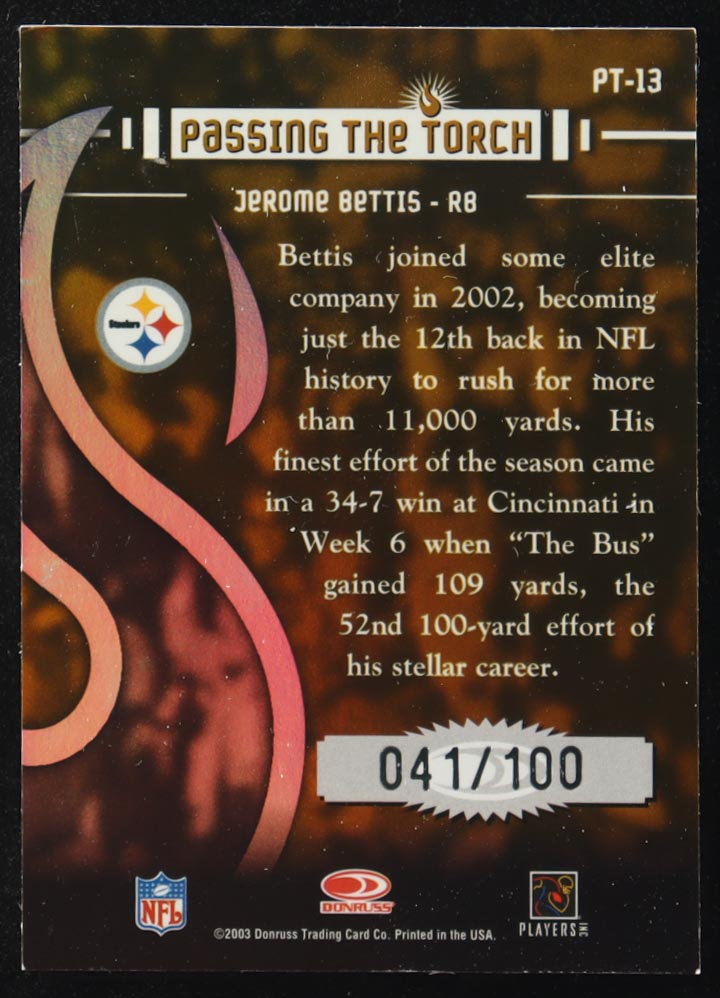 PT-13
PASSING THE TORCH
JEROME BETTIS - RB
Steelers
Bettis joined some elite
company in 2002, becoming
just the 12th back in NFL
history to rush for more
than 11,000 yards. His
finest effort of the season came
in a 34-7 win at Cincinnati in
Week 6 when “The Bus”
gained 109 yards, the
52nd 100-yard effort of
his stellar career.
041/100
NFL
DONRUSS
PLAYERS INC
©2003 Donruss Trading Card Co. Printed in the USA.